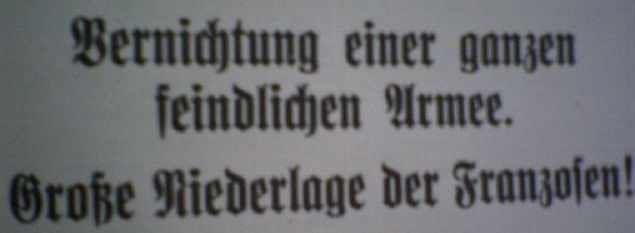 Vernichtung einer ganzen
feindlichen Armee.
Große Niederlage der Franzoſen!